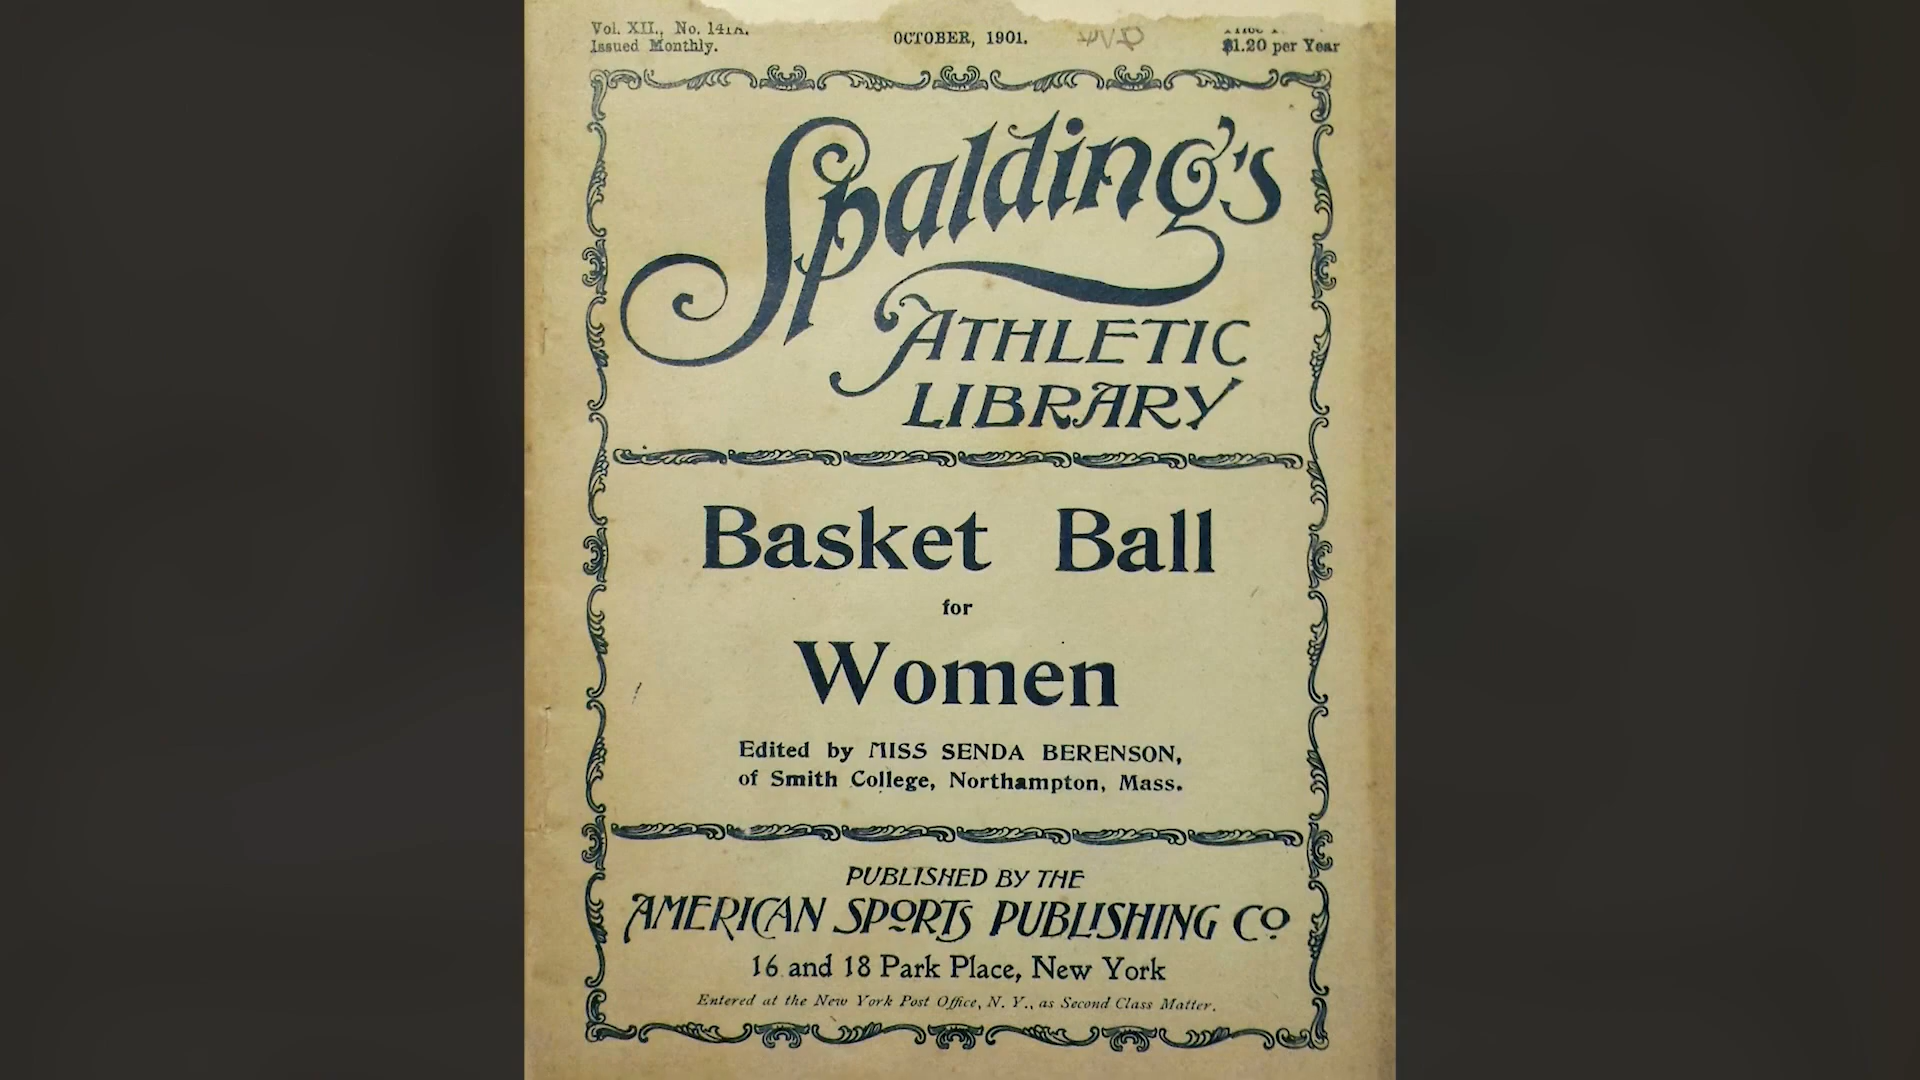 Vol. XII., No. 141A.
Issued Monthly.
OCTOBER, 1901.
$1.20 per Year
Spalding's
ATHLETIC
LIBRARY
Basket Ball
for
Women
Edited by MISS SENDA BERENSON,
of Smith College, Northampton, Mass.
PUBLISHED BY THE
AMERICAN SPORTS PUBLISHING CO
16 and 18 Park Place, New York
Entered at the New York Post Office, N. Y., as Second Class Matter.